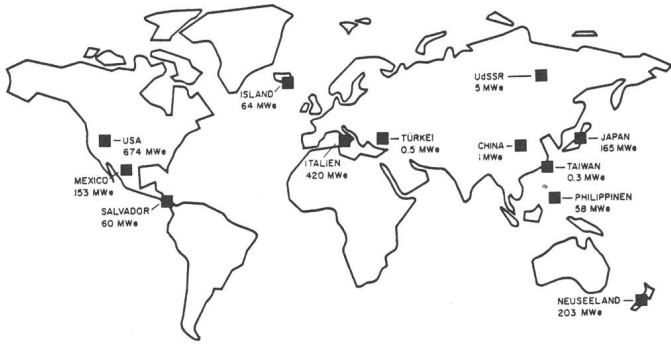 UdSSR
5 MWe
ISLAND
64 MWe
USA
674 MWe
TÜRKEI
0.5 MWe
CHINA
1 MWe
JAPAN
165 MWe
ITALIEN
420 MWe
TAIWAN
0.3 MWe
MEXICO
153 MWe
PHILIPPINEN
58 MWe
SALVADOR
60 MWe
NEUSEELAND
203 MWe